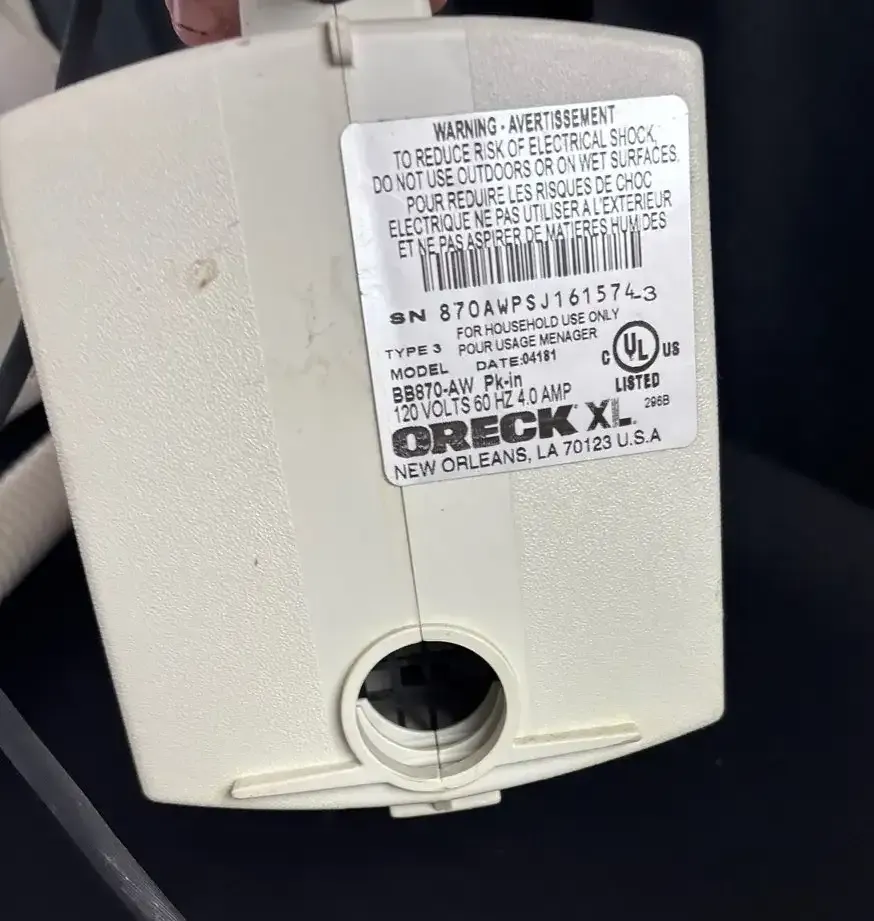 WARNING - AVERTISSEMENT
TO REDUCE RISK OF ELECTRICAL SHOCK,
DO NOT USE OUTDOORS OR ON WET SURFACES.
POUR REDUIRE LES RISQUES DE CHOC
ELECTRIQUE NE PAS UTILISER A L'EXTERIEUR
ET NE PAS ASPIRER DE MATIERES HUMIDES
SN 870AWPSJ161574-3
FOR HOUSEHOLD USE ONLY
TYPE 3 POUR USAGE MENAGER
MODEL DATE:04181
BB870-AW Pk-in
120 VOLTS 60 HZ 4.0 AMP
C UL US
LISTED
296B
ORECK XL
NEW ORLEANS, LA 70123 U.S.A